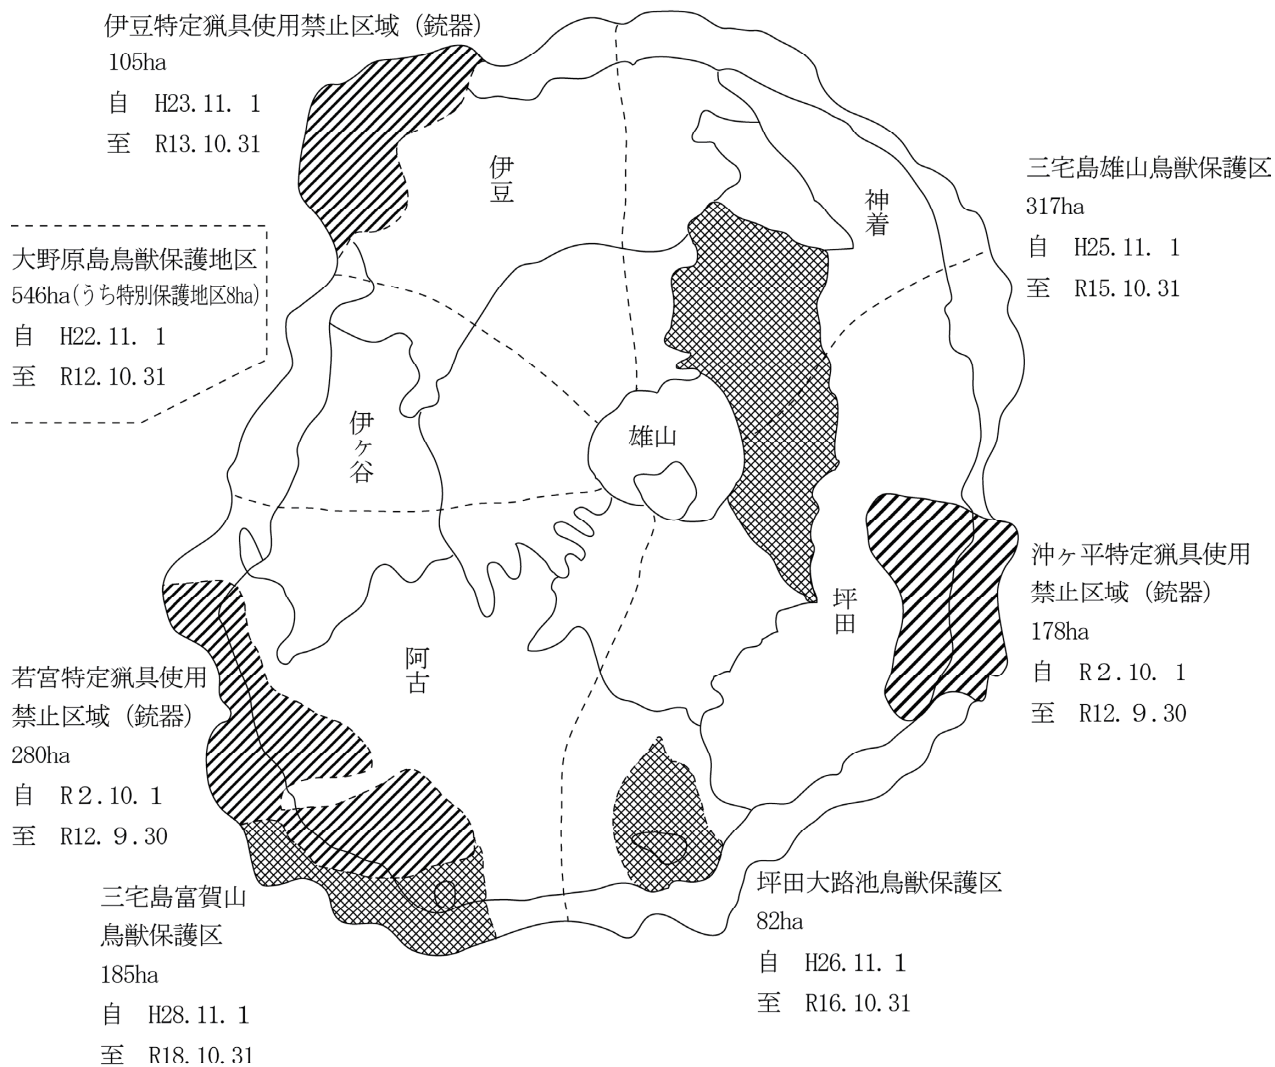 伊豆特定猟具使用禁止区域（銃器）
105ha
自　H23.11. 1
至　R13.10.31
三宅島雄山鳥獣保護区
317ha
自　H25.11. 1
至　R15.10.31
大野原島鳥獣保護地区
546ha(うち特別保護地区8ha)
自　H22.11. 1
至　R12.10.31
伊豆
神着
伊ヶ谷
雄山
坪田
阿古
沖ヶ平特定猟具使用
禁止区域（銃器）
178ha
自　R２.10. 1
至　R12. ９.30
若宮特定猟具使用
禁止区域（銃器）
280ha
自　R２.10. 1
至　R12. ９.30
三宅島富賀山
鳥獣保護区
185ha
自　H28.11. 1
至　R18.10.31
坪田大路池鳥獣保護区
82ha
自　H26.11. 1
至　R16.10.31